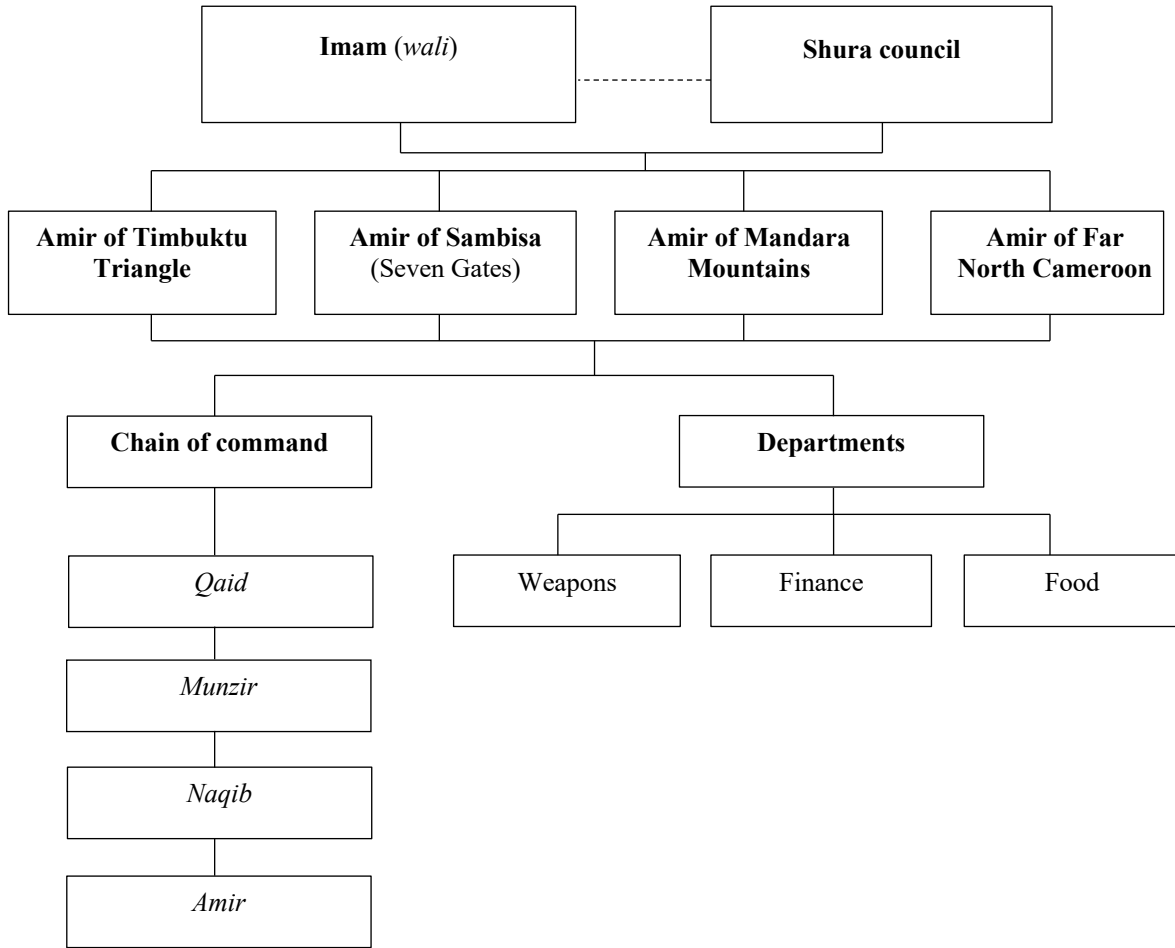 Imam (wali)
Shura council
Amir of Timbuktu
Triangle
Amir of Sambisa
(Seven Gates)
Amir of Mandara
Mountains
Amir of Far
North Cameroon
Chain of command
Departments
Qaid
Weapons
Finance
Food
Munzir
Naqib
Amir